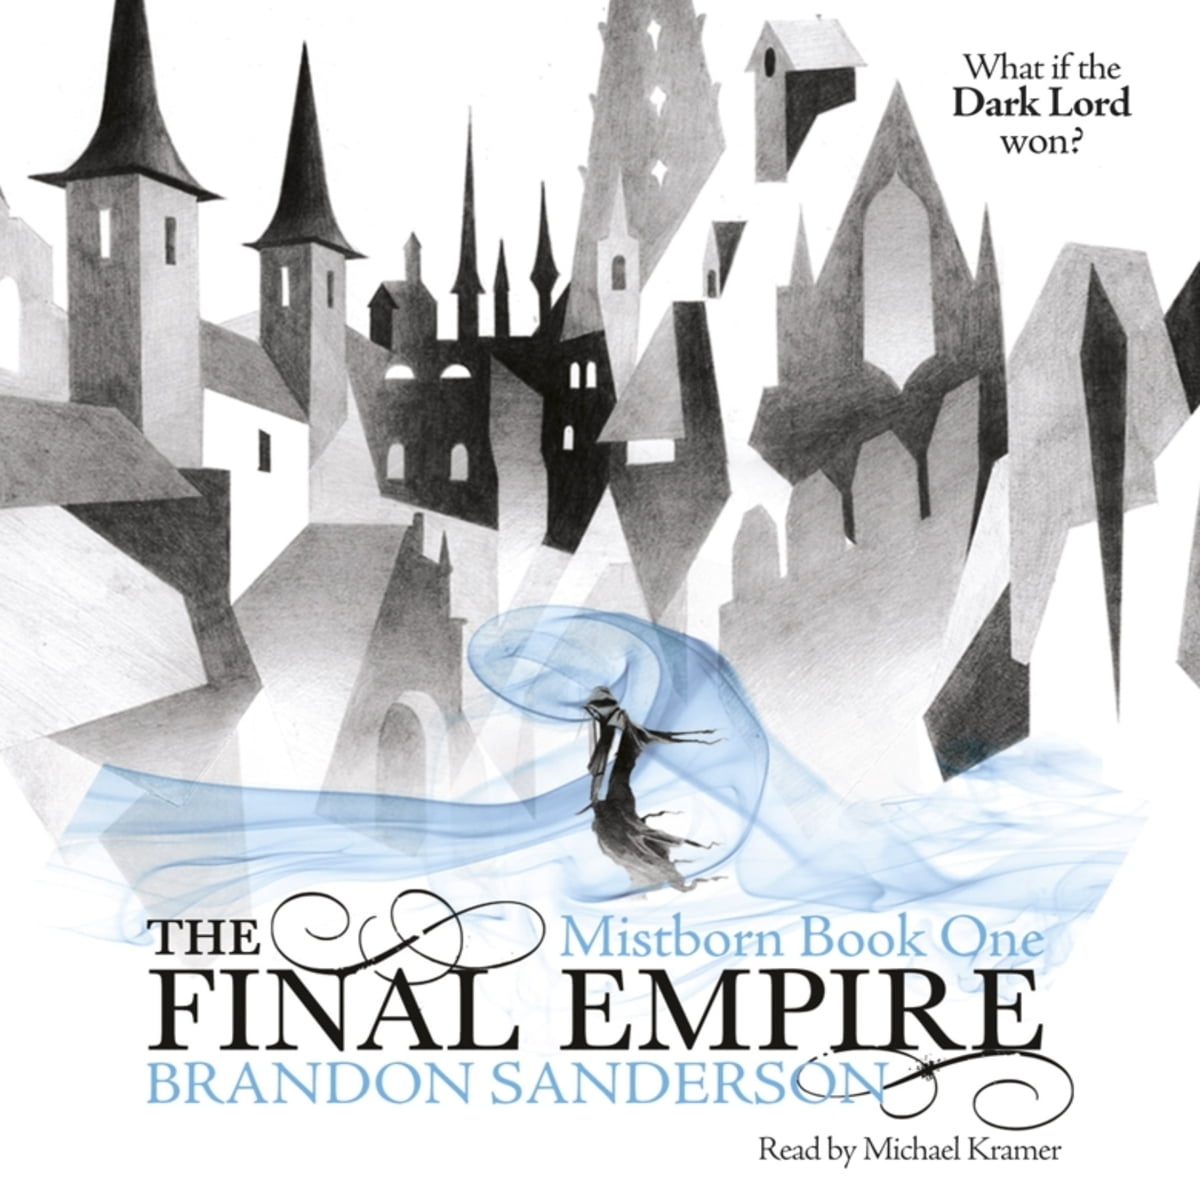 What if the
Dark Lord
won?
THE Mistborn Book One
FINAL EMPIRE
BRANDON SANDERSON
Read by Michael Kramer